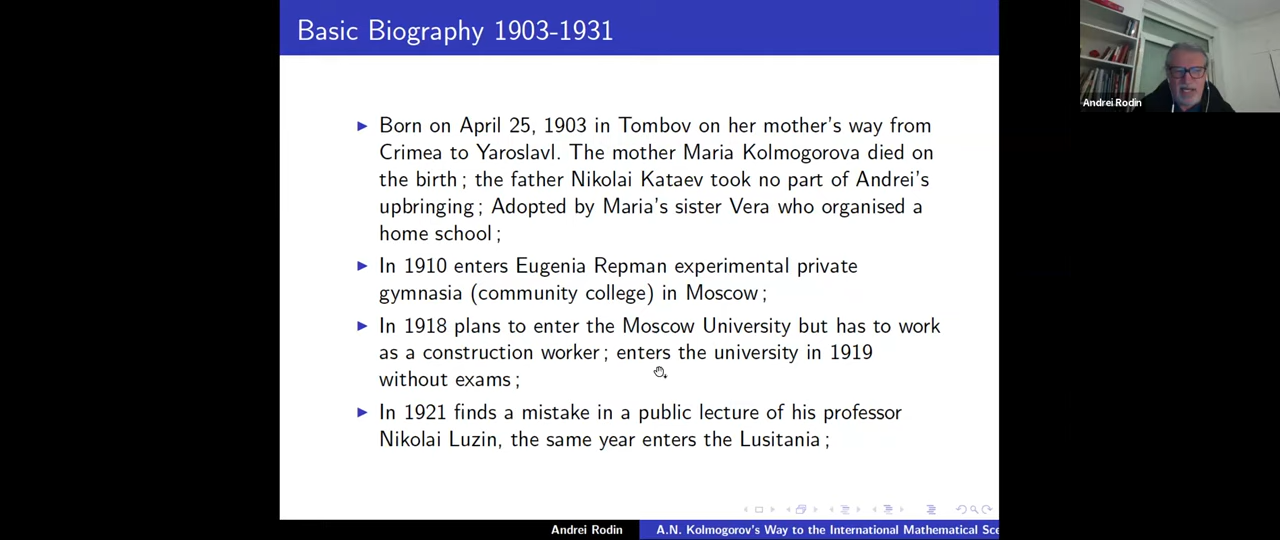 Basic Biography 1903-1931
Andrei Rodin
Born on April 25, 1903 in Tombov on her mother's way from
Crimea to Yaroslavl. The mother Maria Kolmogorova died on
the birth ; the father Nikolai Kataev took no part of Andrei's
upbringing ; Adopted by Maria's sister Vera who organised a
home school ;
In 1910 enters Eugenia Repman experimental private
gymnasia (community college) in Moscow ;
In 1918 plans to enter the Moscow University but has to work
as a construction worker ; enters the university in 1919
without exams ;
In 1921 finds a mistake in a public lecture of his professor
Nikolai Luzin, the same year enters the Lusitania ;
Andrei Rodin
A.N. Kolmogorov's Way to the International Mathematical Sce